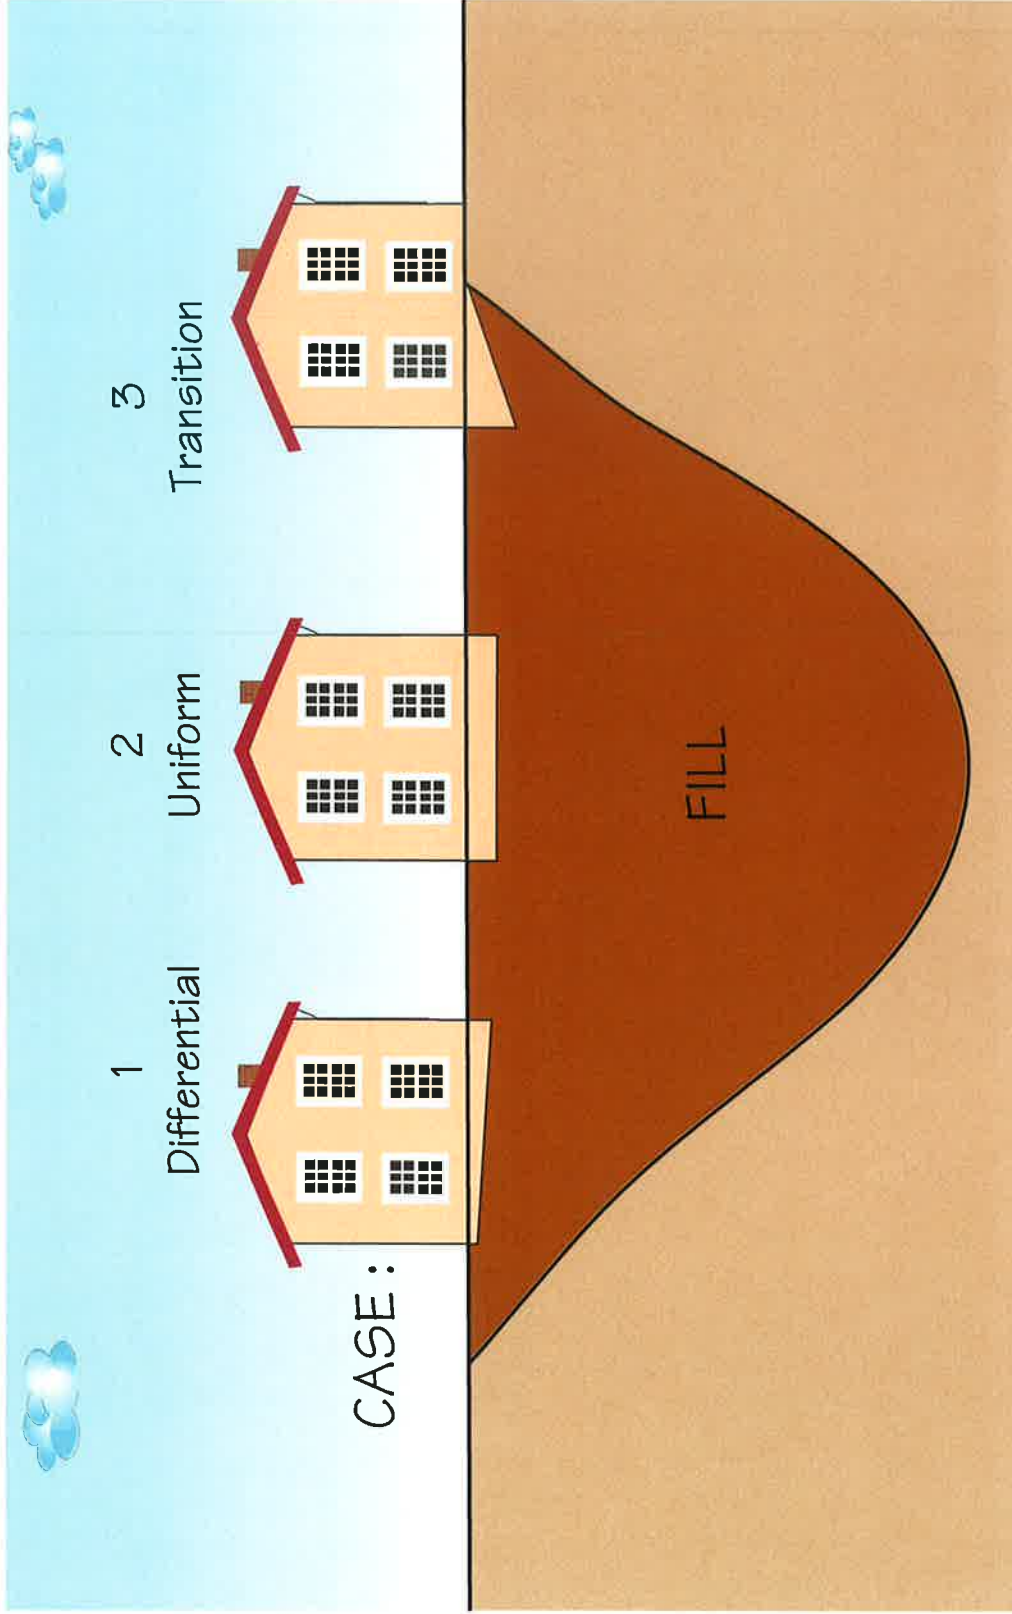 CASE :
1
Differential
2
Uniform
3
Transition
FILL